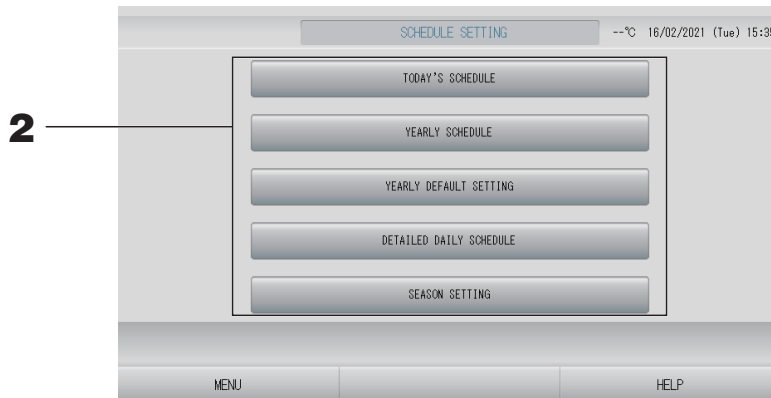 SCHEDULE SETTING --℃ 16/02/2021 (Tue) 15:35
TODAY'S SCHEDULE
2
YEARLY SCHEDULE
YEARLY DEFAULT SETTING
DETAILED DAILY SCHEDULE
SEASON SETTING
MENU HELP